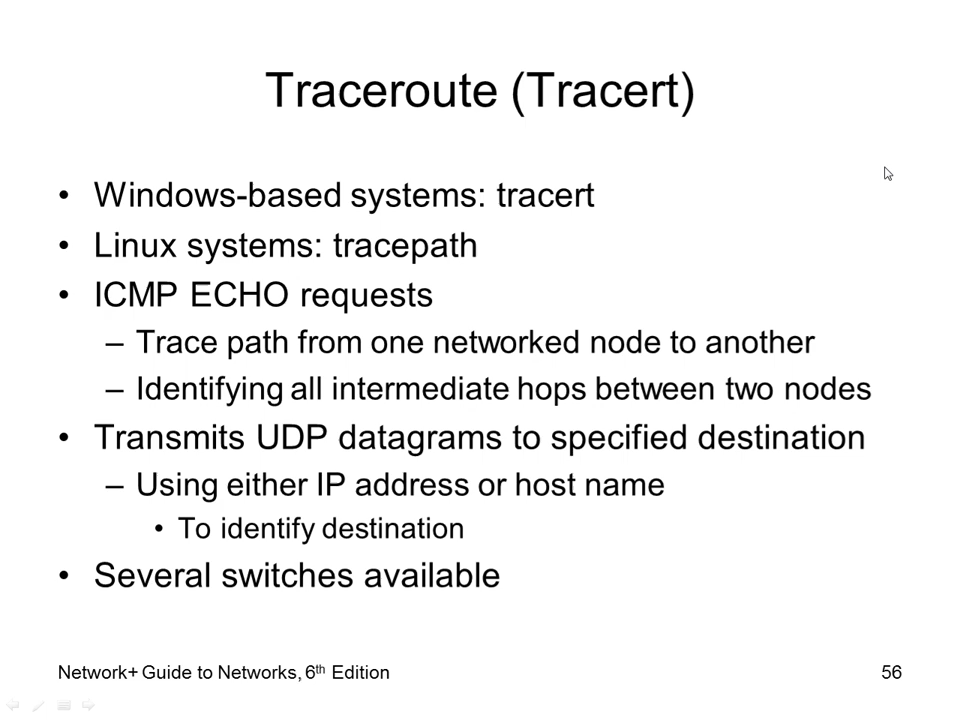 Traceroute (Tracert)
• Windows-based systems: tracert
• Linux systems: tracepath
• ICMP ECHO requests
– Trace path from one networked node to another
– Identifying all intermediate hops between two nodes
• Transmits UDP datagrams to specified destination
– Using either IP address or host name
• To identify destination
• Several switches available
Network+ Guide to Networks, 6th Edition
56